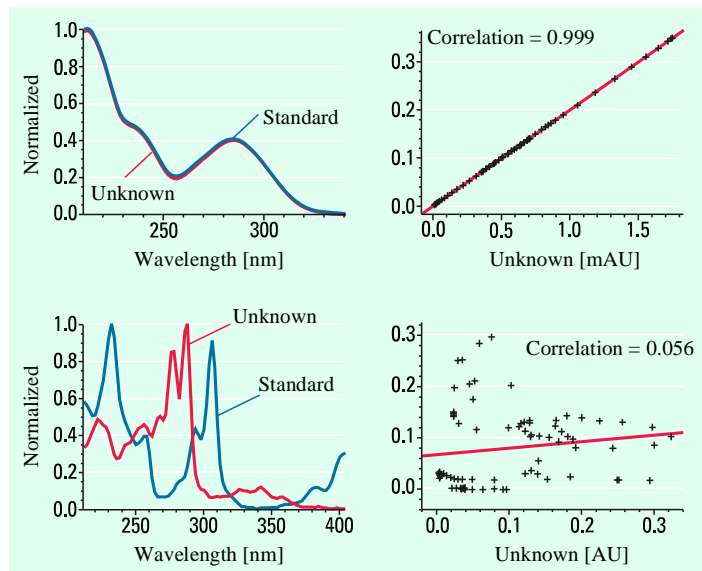 1.0
0.8
0.6
0.4
0.2
0.0
Normalized
Standard
Unknown
250
300
Wavelength [nm]
Correlation = 0.999
0.3
0.2
0.1
0.0
0.0
0.5
1.0
1.5
Unknown [mAU]
1.0
0.8
0.6
0.4
0.2
0.0
Normalized
Unknown
Standard
250
300
350
400
Wavelength [nm]
Correlation = 0.056
0.3
0.2
0.1
0.0
0.0
0.1
0.2
0.3
Unknown [AU]